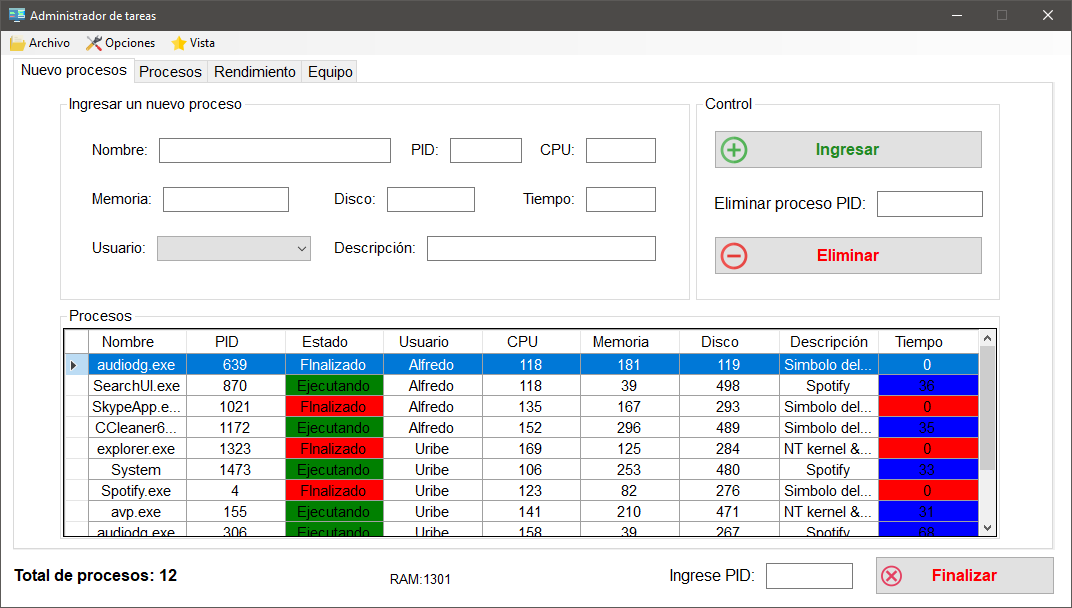 Administrador de tareas
Archivo Opciones Vista
Nuevo procesos Procesos Rendimiento Equipo
Ingresar un nuevo proceso
Nombre: PID: CPU:
Memoria: Disco: Tiempo:
Usuario: Descripción:
Control
Ingresar
Eliminar proceso PID:
Eliminar
Procesos
Nombre PID Estado Usuario CPU Memoria Disco Descripción Tiempo
audiodg.exe 639 FInalizado Alfredo 118 181 119 Simbolo del... 0
SearchUI.exe 870 Ejecutando Alfredo 118 39 498 Spotify 36
SkypeApp.e... 1021 FInalizado Alfredo 135 167 293 Simbolo del... 0
CCleaner6... 1172 Ejecutando Alfredo 152 296 489 Simbolo del... 35
explorer.exe 1323 FInalizado Uribe 169 125 284 NT kernel &... 0
System 1473 Ejecutando Uribe 106 253 480 Spotify 33
Spotify.exe 4 FInalizado Uribe 123 82 276 Simbolo del... 0
avp.exe 155 Ejecutando Uribe 141 210 471 NT kernel &... 31
audiodg.exe 306 Ejecutando Uribe 158 39 267 Spotify 68
Total de procesos: 12 RAM:1301 Ingrese PID: Finalizar